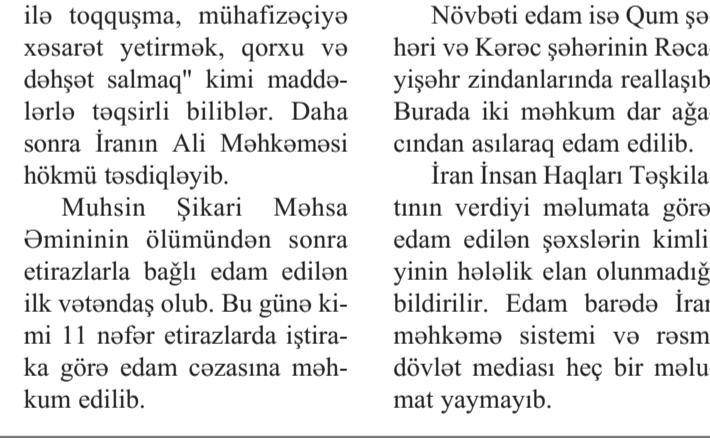 ilə toqquşma, mühafizəçiyə
xəsarət yetirmək, qorxu və
dəhşət salmaq" kimi maddə-
lərlə təqsirli biliblər. Daha
sonra İranın Ali Məhkəməsi
hökmü təsdiqləyib.
Muhsin Şikari Məhsa
Əmininin ölümündən sonra
etirazlarla bağlı edam edilən
ilk vətəndaş olub. Bu günə ki-
mi 11 nəfər etirazlarda iştira-
ka görə edam cəzasına məh-
kum edilib.
Növbəti edam isə Qum şə
həri və Kərəc şəhərinin Rəca
yişəhr zindanlarında reallaşıb
Burada iki məhkum dar ağa
cından asılaraq edam edilib.
İran İnsan Haqları Təşkila
tının verdiyi məlumata görə
edam edilən şəxslərin kimli
yinin hələlik elan olunmadığ
bildirilir. Edam barədə İran
məhkəmə sistemi və rəsm
dövlət mediası heç bir məlu
mat yaymayıb.